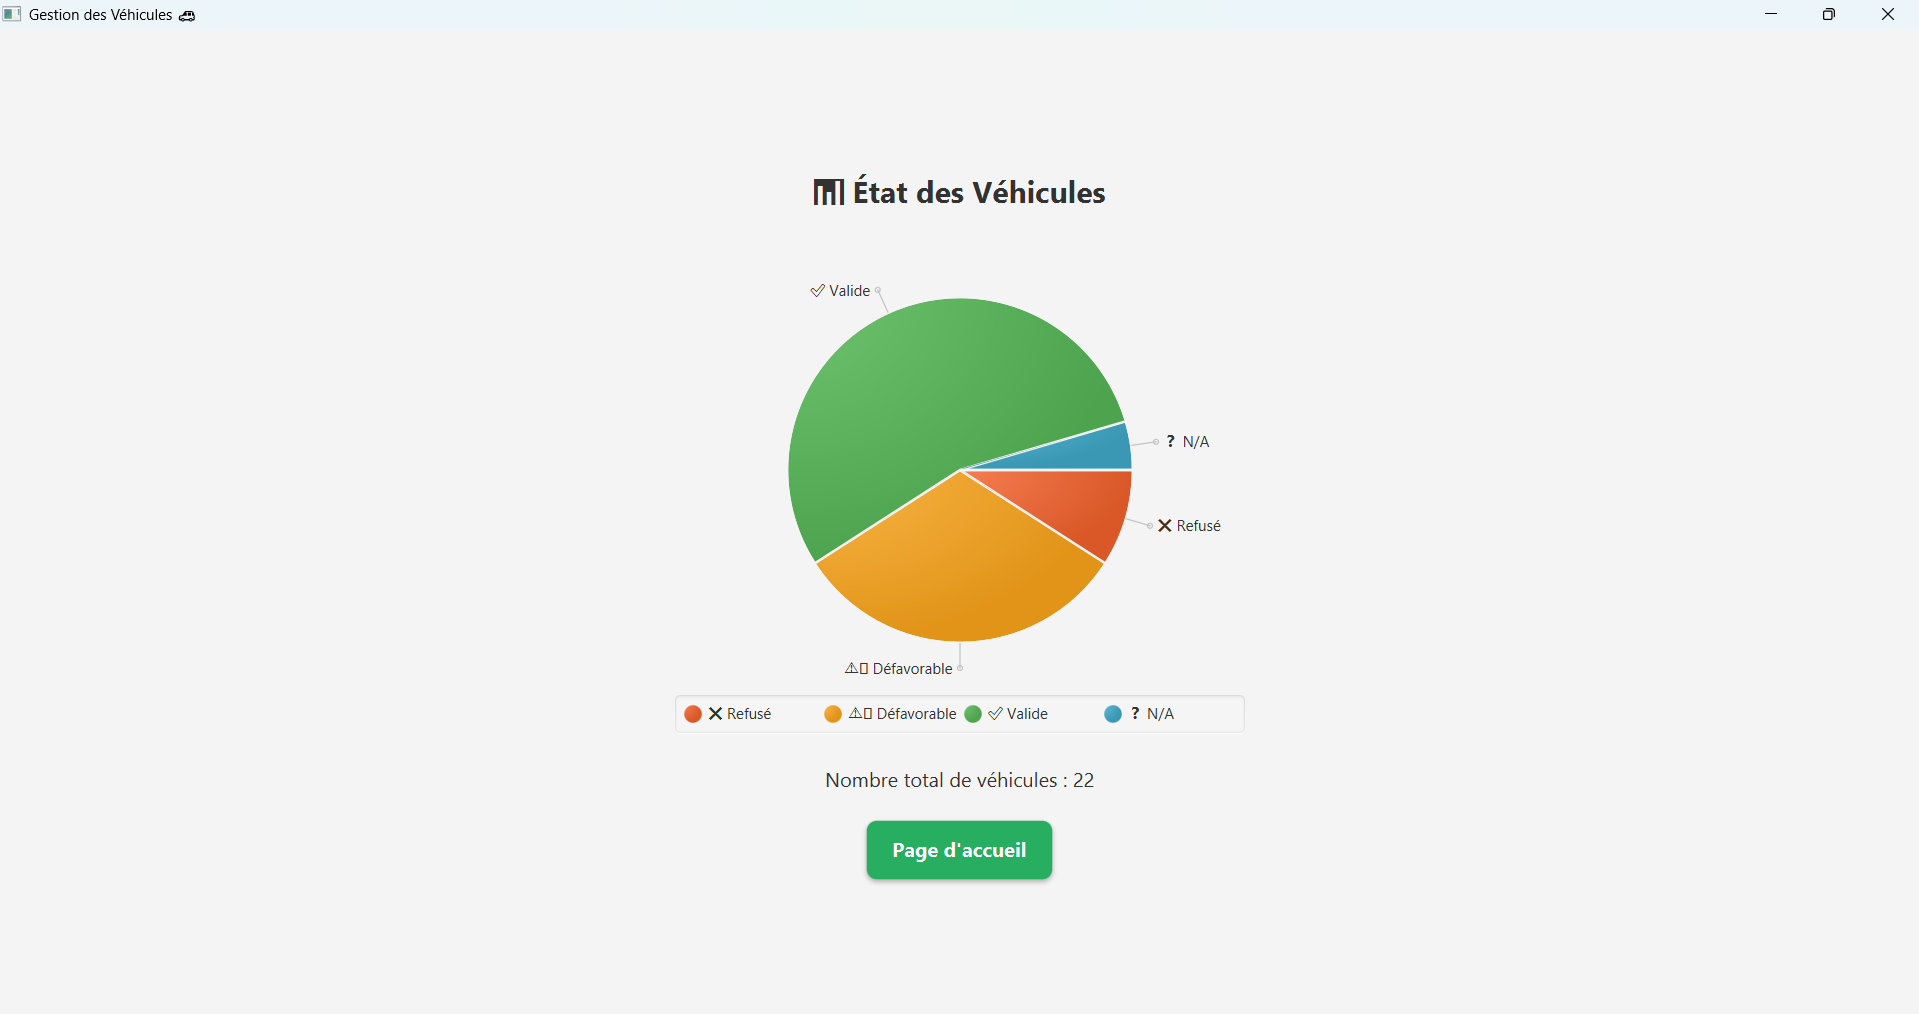 Gestion des Véhicules 🚗
📊 État des Véhicules
✓ Valide
? N/A
✕ Refusé
⚠▯ Défavorable
✕ Refusé ⚠▯ Défavorable ✓ Valide ? N/A
Nombre total de véhicules : 22
Page d'accueil